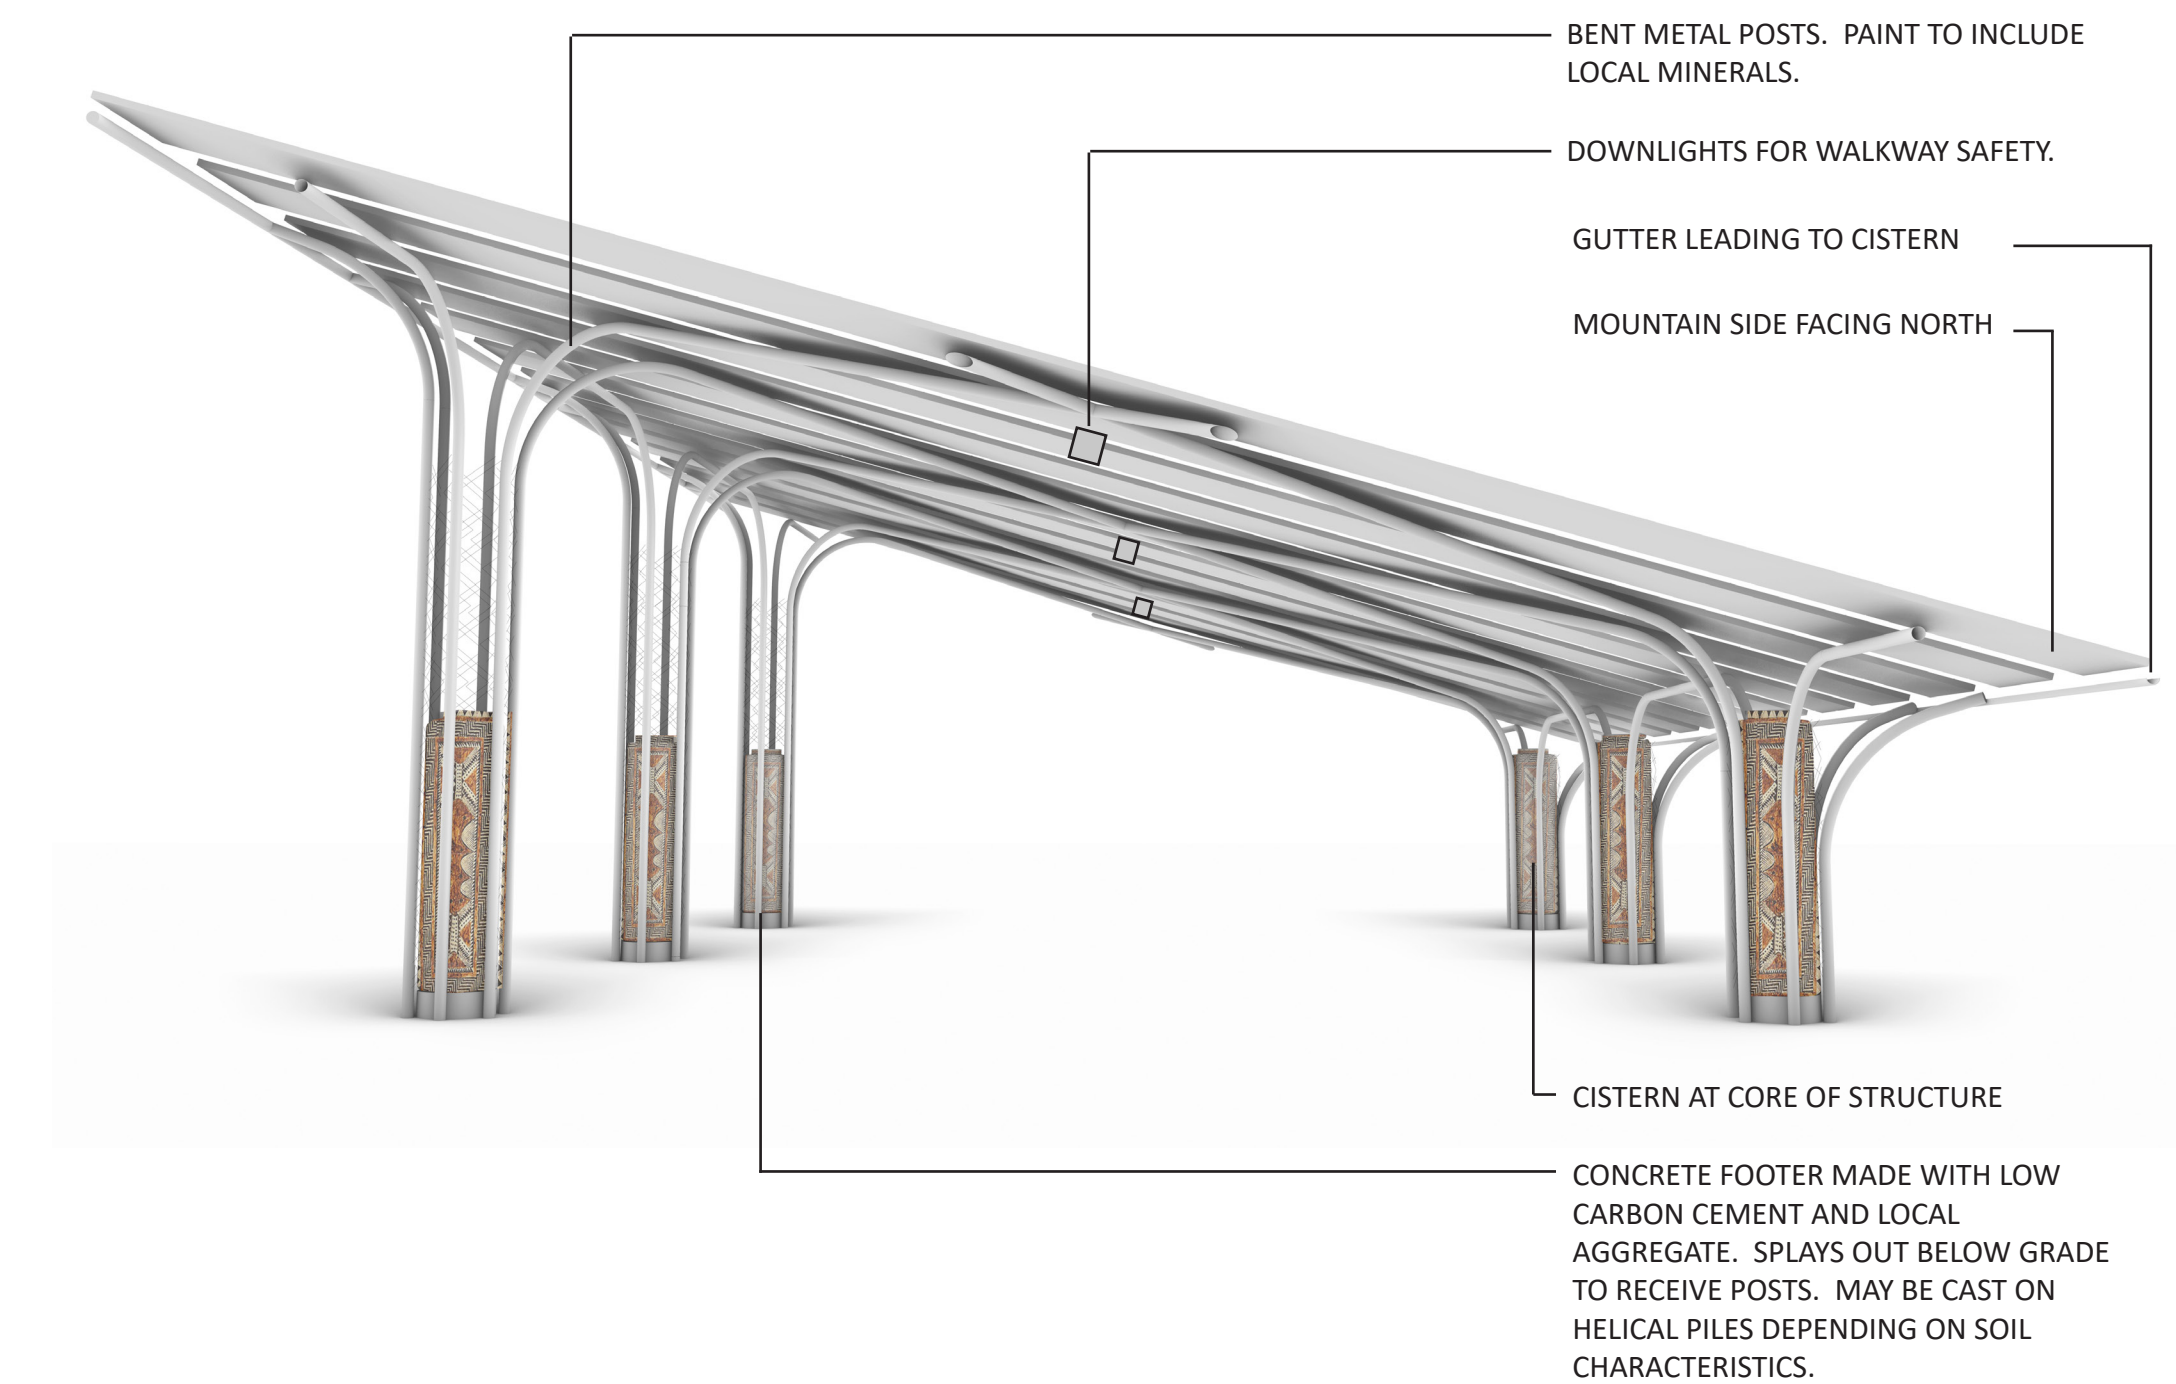 BENT METAL POSTS.  PAINT TO INCLUDE
LOCAL MINERALS.
DOWNLIGHTS FOR WALKWAY SAFETY.
GUTTER LEADING TO CISTERN
MOUNTAIN SIDE FACING NORTH
CISTERN AT CORE OF STRUCTURE
CONCRETE FOOTER MADE WITH LOW
CARBON CEMENT AND LOCAL
AGGREGATE.  SPLAYS OUT BELOW GRADE
TO RECEIVE POSTS.  MAY BE CAST ON
HELICAL PILES DEPENDING ON SOIL
CHARACTERISTICS.